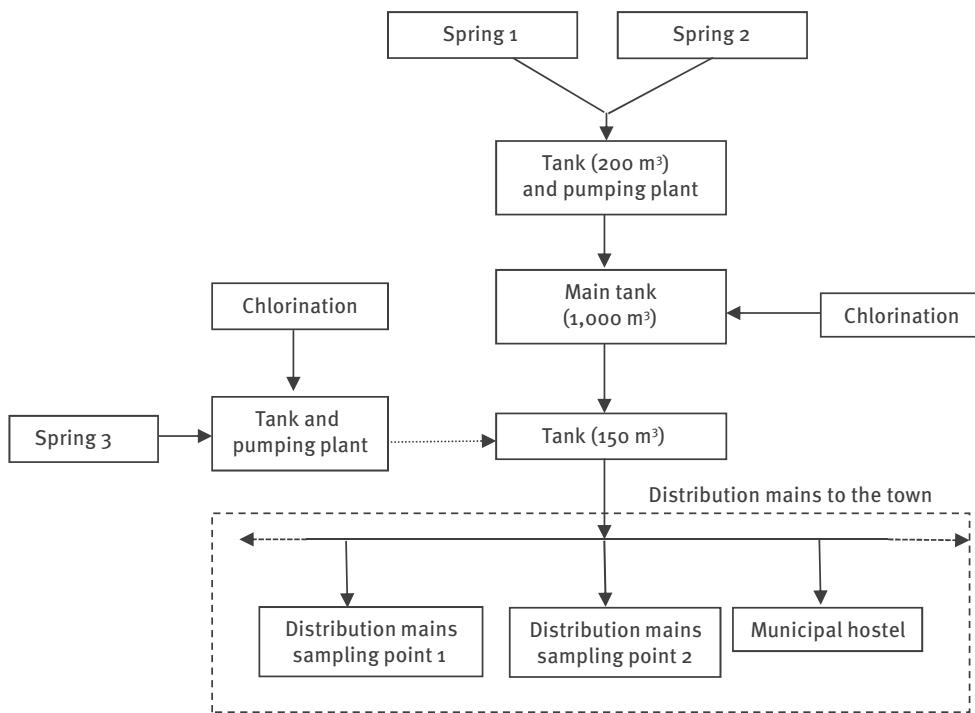 Spring 1
Spring 2
Tank (200 m³)
and pumping plant
Main tank
(1,000 m³)
Chlorination
Chlorination
Spring 3
Tank and
pumping plant
Tank (150 m³)
Distribution mains to the town
Distribution mains
sampling point 1
Distribution mains
sampling point 2
Municipal hostel